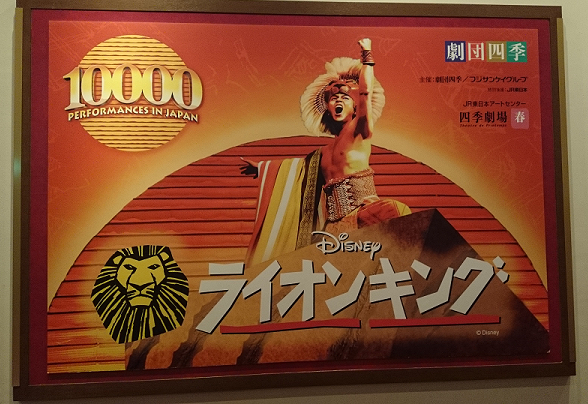 10000
PERFORMANCES IN JAPAN
劇団四季
主催:劇団四季/フジサンケイグループ
JR東日本アートセンター
四季劇場 春
Disney
ライオンキング
© Disney